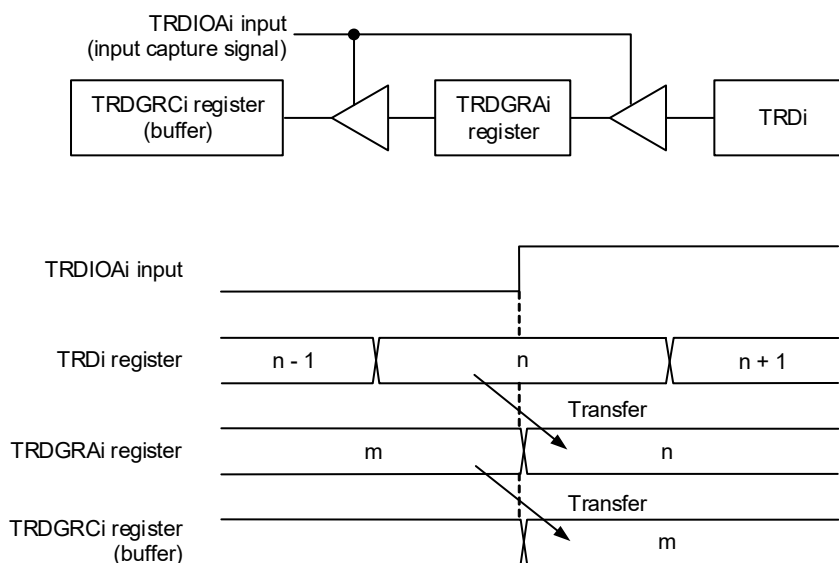 TRDIOAi input
(input capture signal)
TRDGRCi register
(buffer)
TRDGRAi
register
TRDi
TRDIOAi input
TRDi register
n - 1
n
n + 1
Transfer
TRDGRAi register
m
n
Transfer
TRDGRCi register
(buffer)
m